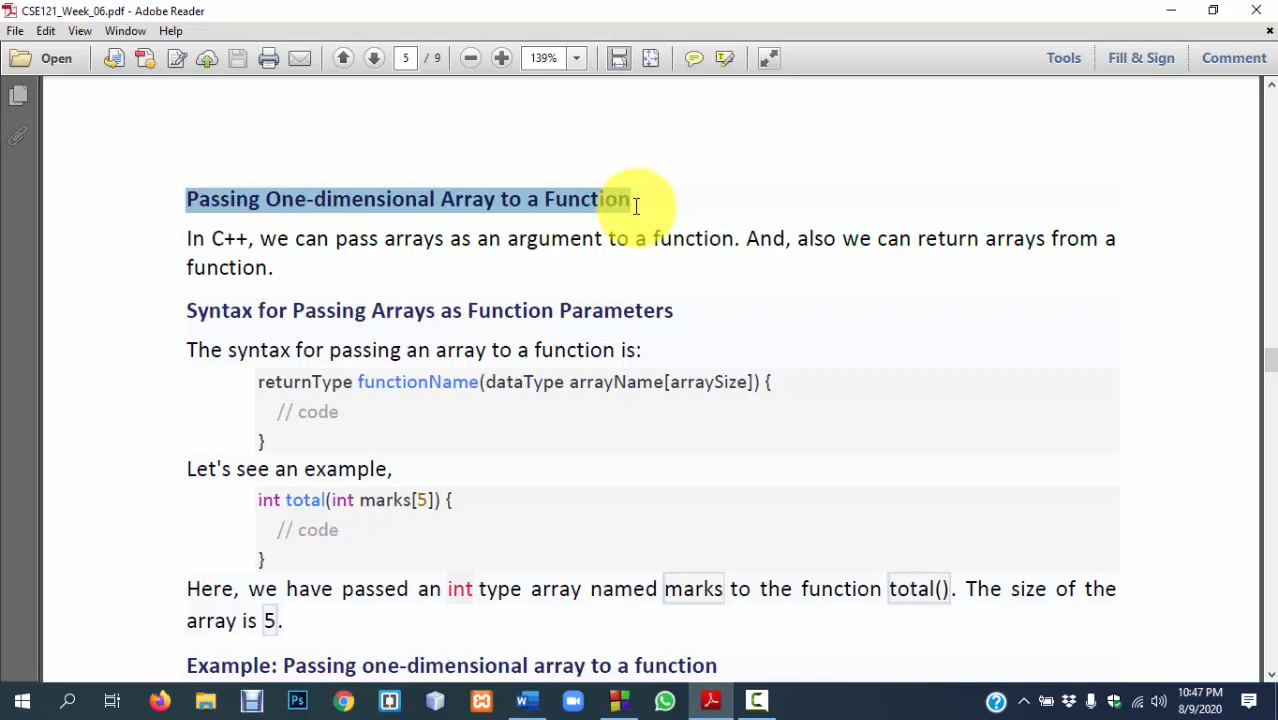 CSE121_Week_06.pdf - Adobe Reader
File Edit View Window Help
Open 5 / 9 139% Tools Fill & Sign Comment
Passing One-dimensional Array to a Function
In C++, we can pass arrays as an argument to a function. And, also we can return arrays from a
function.
Syntax for Passing Arrays as Function Parameters
The syntax for passing an array to a function is:
returnType functionName(dataType arrayName[arraySize]) {
// code
}
Let's see an example,
int total(int marks[5]) {
// code
}
Here, we have passed an int type array named marks to the function total(). The size of the
array is 5.
Example: Passing one-dimensional array to a function
10:47 PM
8/9/2020